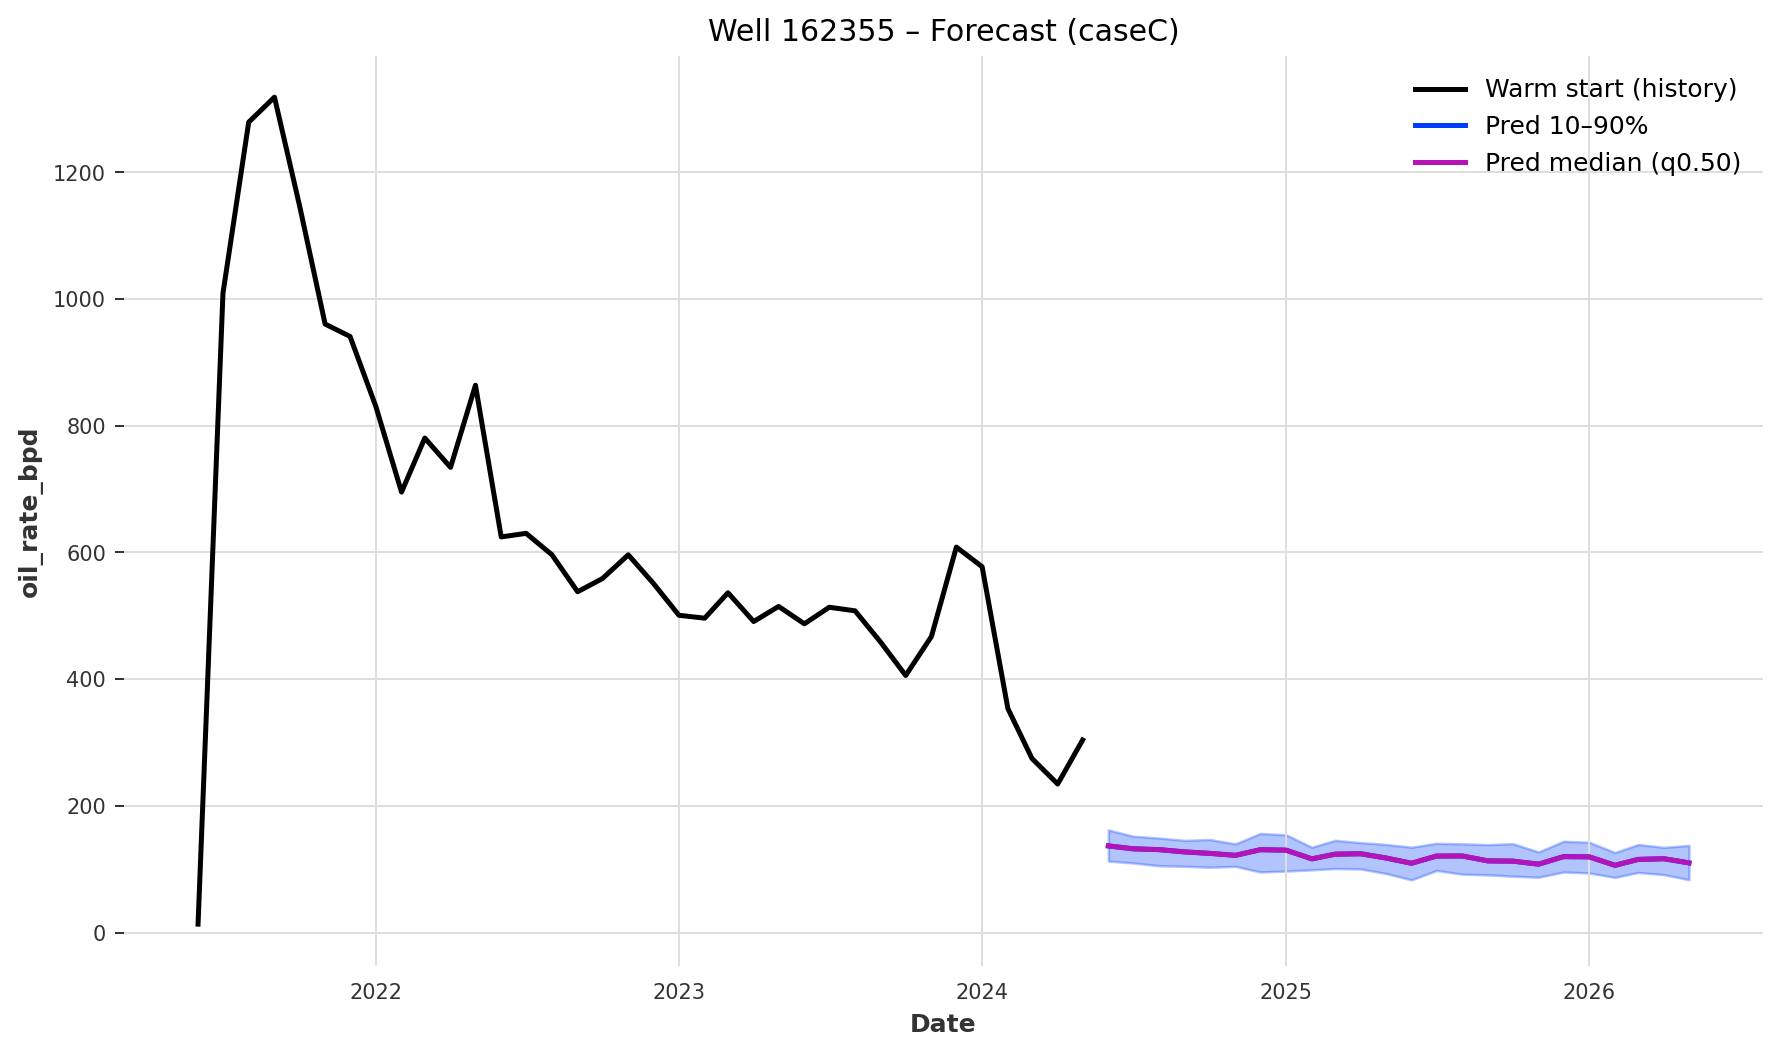 Well 162355 – Forecast (caseC)
Warm start (history)
Pred 10–90%
Pred median (q0.50)
oil_rate_bpd
1200
1000
800
600
400
200
0
2022
2023
2024
2025
2026
Date